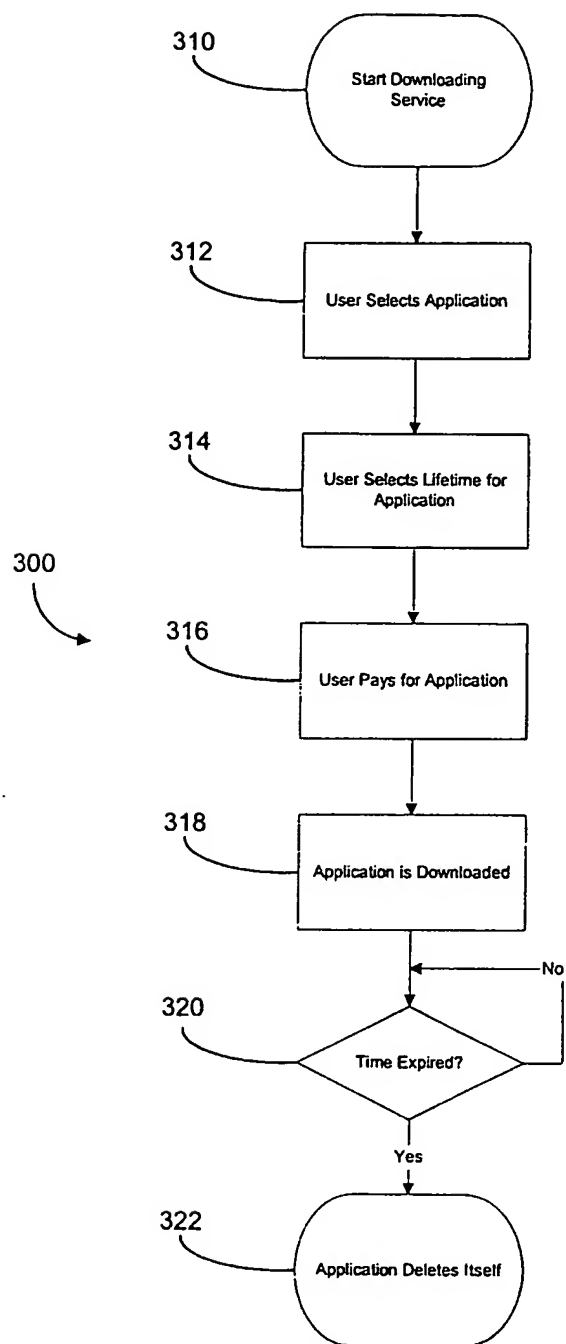 310
Start Downloading
Service
312
User Selects Application
314
User Selects Lifetime for
Application
300
316
User Pays for Application
318
Application is Downloaded
No
320
Time Expired?
Yes
322
Application Deletes Itself